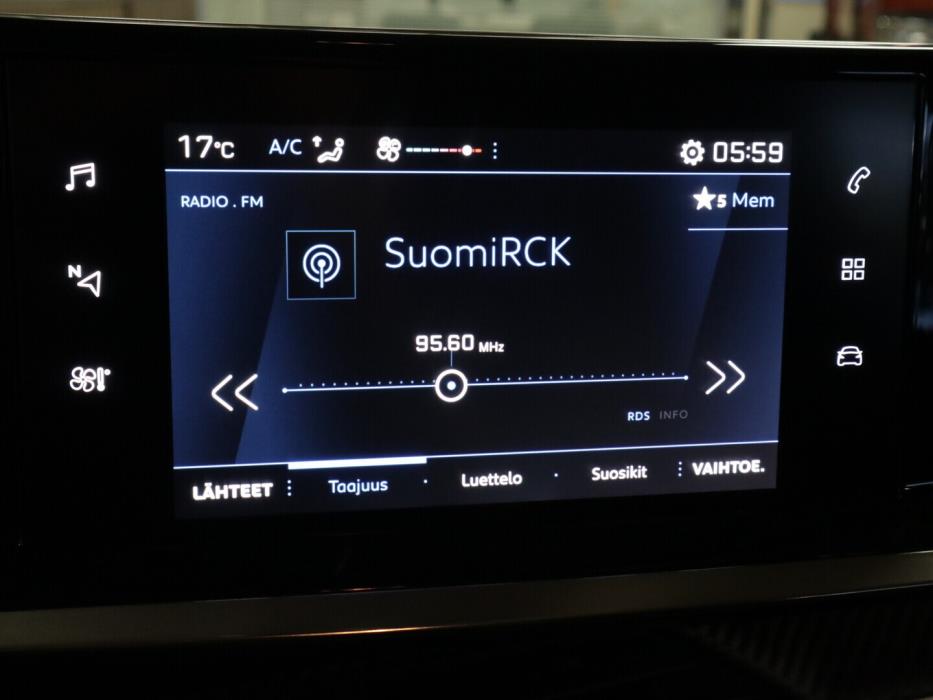 17°C A/C 05:59
RADIO . FM
5 Mem
SuomiRCK
N
95.60 MHz
RDS INFO
LÄHTEET Taajuus Luettelo Suosikit VAIHTOE.